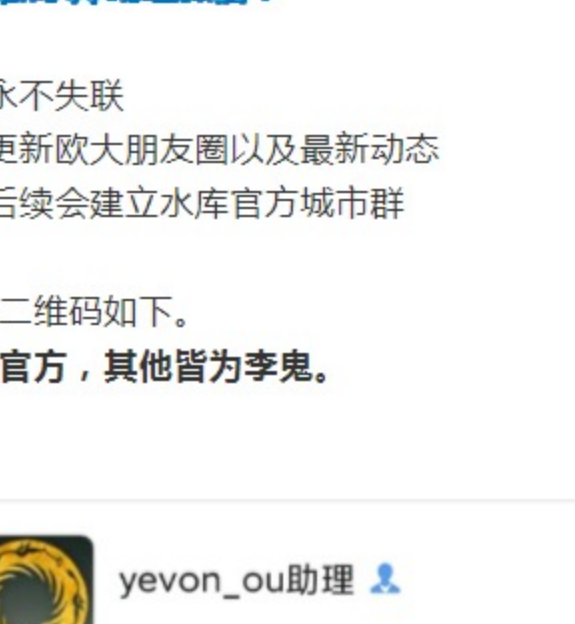 永不失联
更新欧大朋友圈以及最新动态
后续会建立水库官方城市群
二维码如下。
官方，其他皆为李鬼。
yevon_ou助理